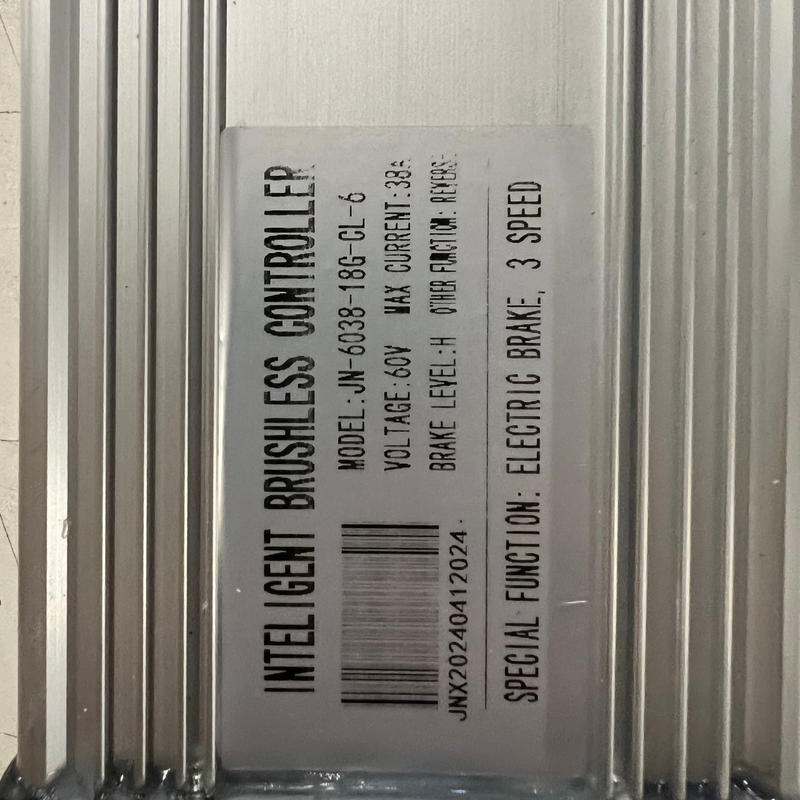 INTELIGENT BRUSHLESS CONTROLLER
MODEL:JN-6038-18G-CL-6
VOLTAGE:60V MAX CURRENT:38A
BRAKE LEVEL:H OTHER FUNCTION: REVERS
JNX20240412024
SPECIAL FUNCTION: ELECTRIC BRAKE, 3 SPEED